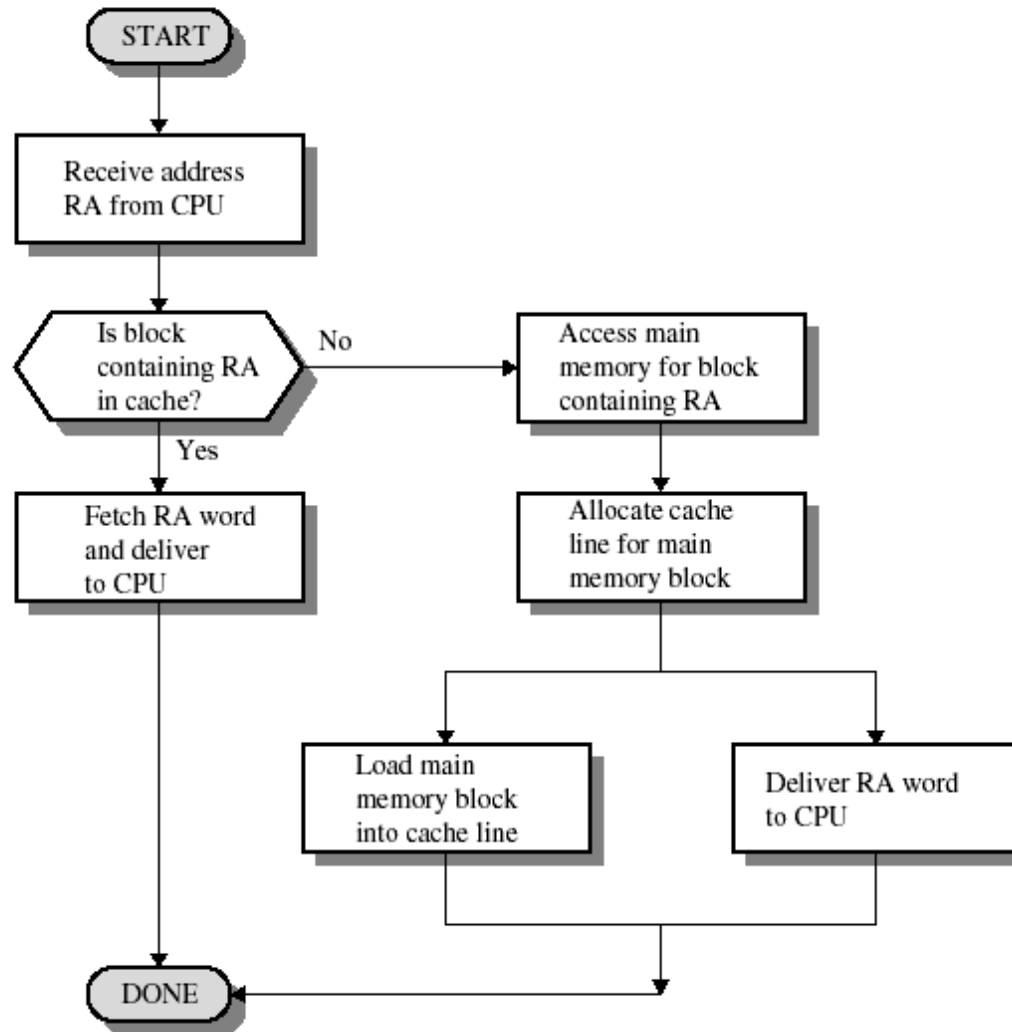 START
Receive address
RA from CPU
Is block
containing RA
in cache?
No
Access main
memory for block
containing RA
Yes
Fetch RA word
and deliver
to CPU
Allocate cache
line for main
memory block
Load main
memory block
into cache line
Deliver RA word
to CPU
DONE